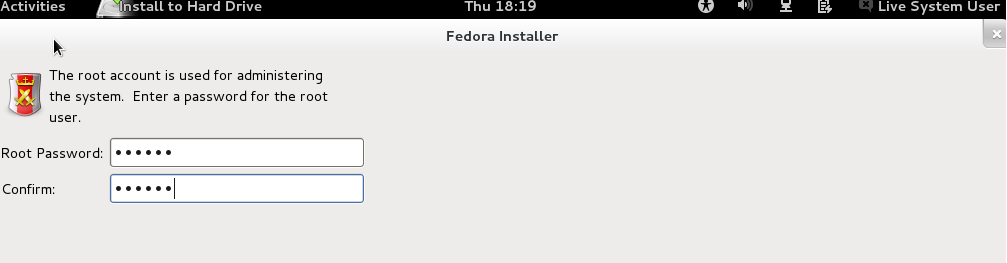 Activities Install to Hard Drive Thu 18:19 Live System User
Fedora Installer
The root account is used for administering
the system. Enter a password for the root
user.
Root Password: ••••••
Confirm: ••••••